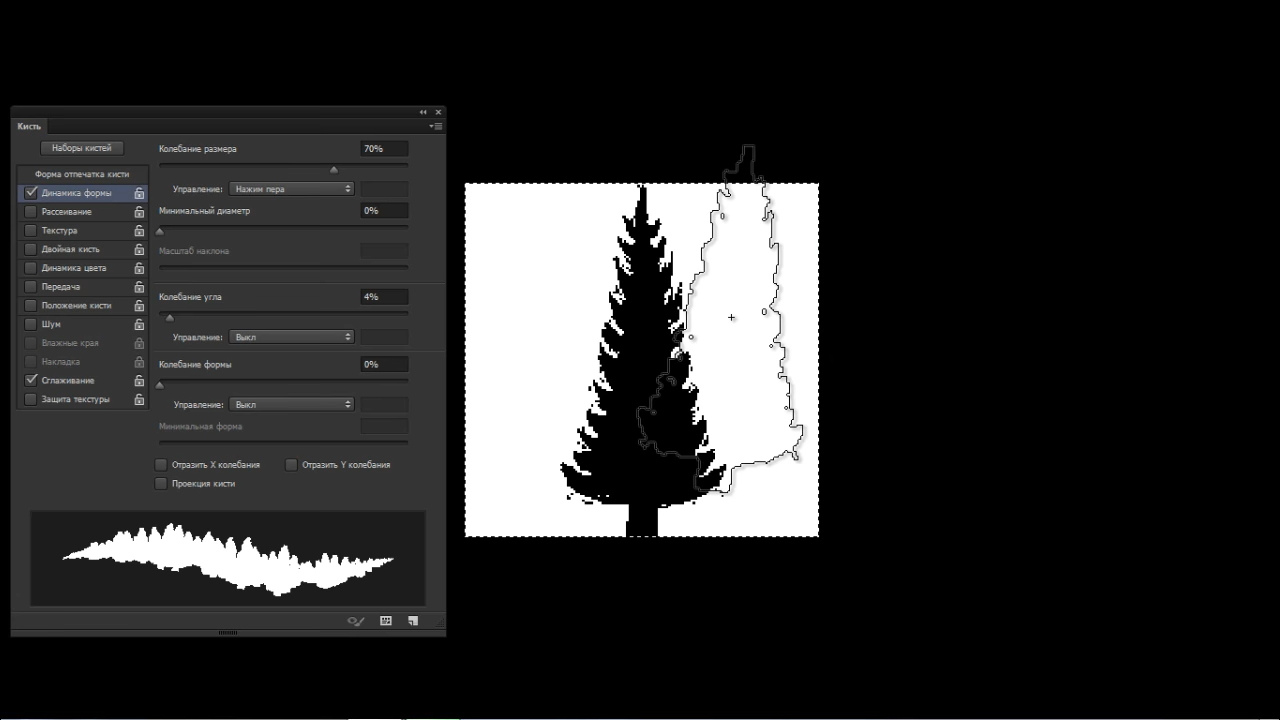 Кисть
Наборы кистей
Форма отпечатка кисти
Динамика формы
Рассеивание
Текстура
Двойная кисть
Динамика цвета
Передача
Положение кисти
Шум
Влажные края
Накладка
Сглаживание
Защита текстуры
Колебание размера 70%
Управление: Нажим пера
Минимальный диаметр 0%
Масштаб наклона
Колебание угла 4%
Управление: Выкл
Колебание формы 0%
Управление: Выкл
Минимальная форма
Отразить X колебания Отразить Y колебания
Проекция кисти